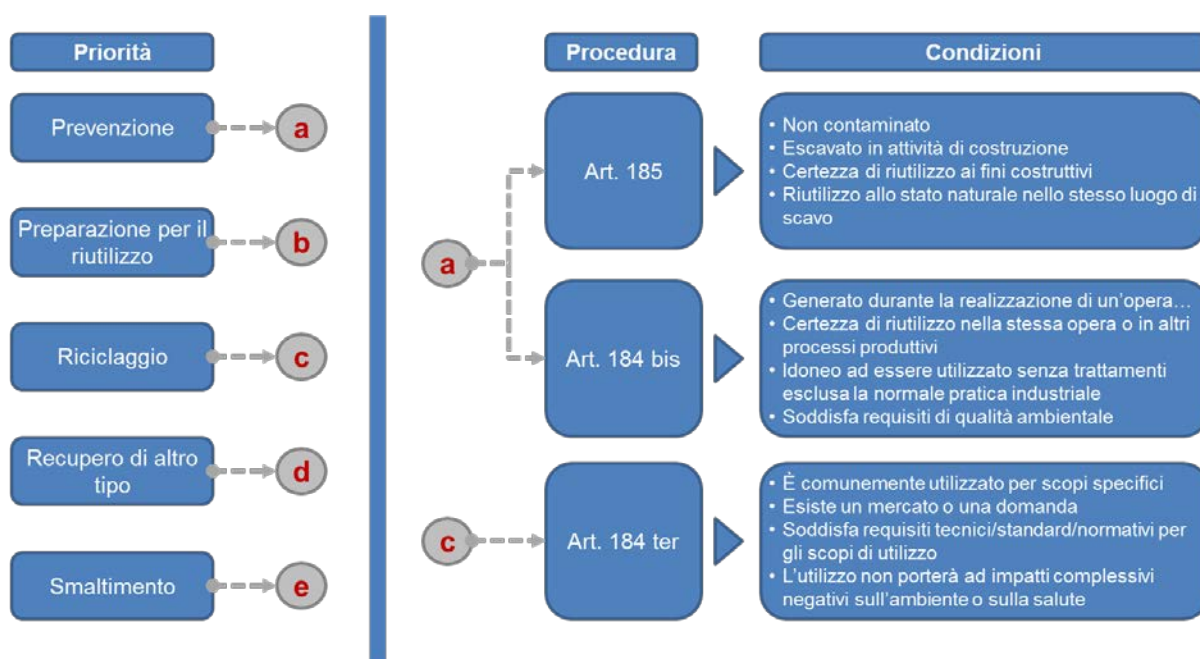 Priorità
Prevenzione
a
Preparazione per il
riutilizzo
b
Riciclaggio
c
Recupero di altro
tipo
d
Smaltimento
e
Procedura
Condizioni
a
Art. 185
• Non contaminato
• Escavato in attività di costruzione
• Certezza di riutilizzo ai fini costruttivi
• Riutilizzo allo stato naturale nello stesso luogo di
scavo
Art. 184 bis
• Generato durante la realizzazione di un'opera…
• Certezza di riutilizzo nella stessa opera o in altri
processi produttivi
• Idoneo ad essere utilizzato senza trattamenti
esclusa la normale pratica industriale
• Soddisfa requisiti di qualità ambientale
c
Art. 184 ter
• È comunemente utilizzato per scopi specifici
• Esiste un mercato o una domanda
• Soddisfa requisiti tecnici/standard/normativi per
gli scopi di utilizzo
• L'utilizzo non porterà ad impatti complessivi
negativi sull'ambiente o sulla salute